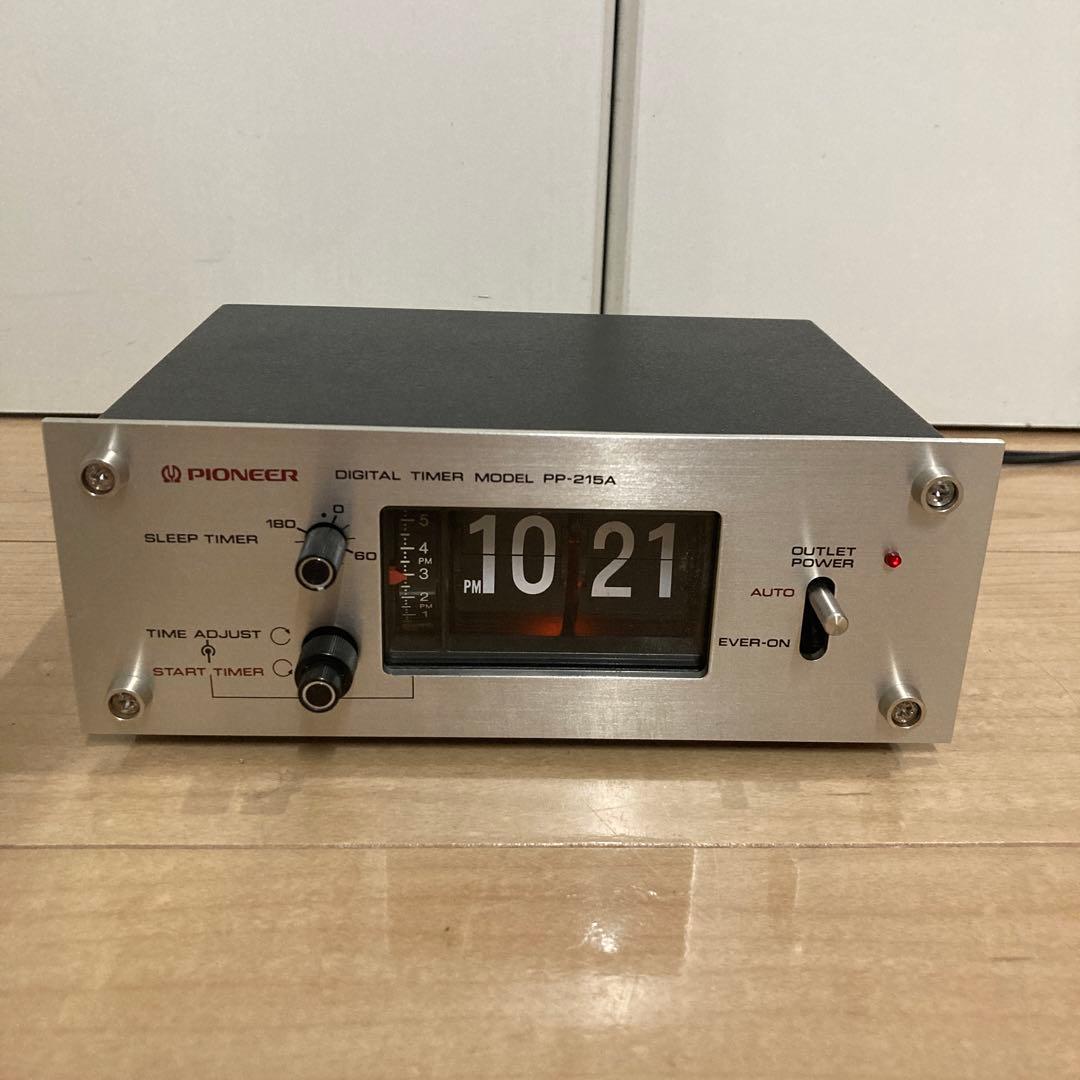 PIONEER DIGITAL TIMER MODEL PP-215A
SLEEP TIMER
180
0
60
TIME ADJUST
START TIMER
5
4
PM
3
2
PM
1
PM 10 21
OUTLET
POWER
AUTO
EVER-ON